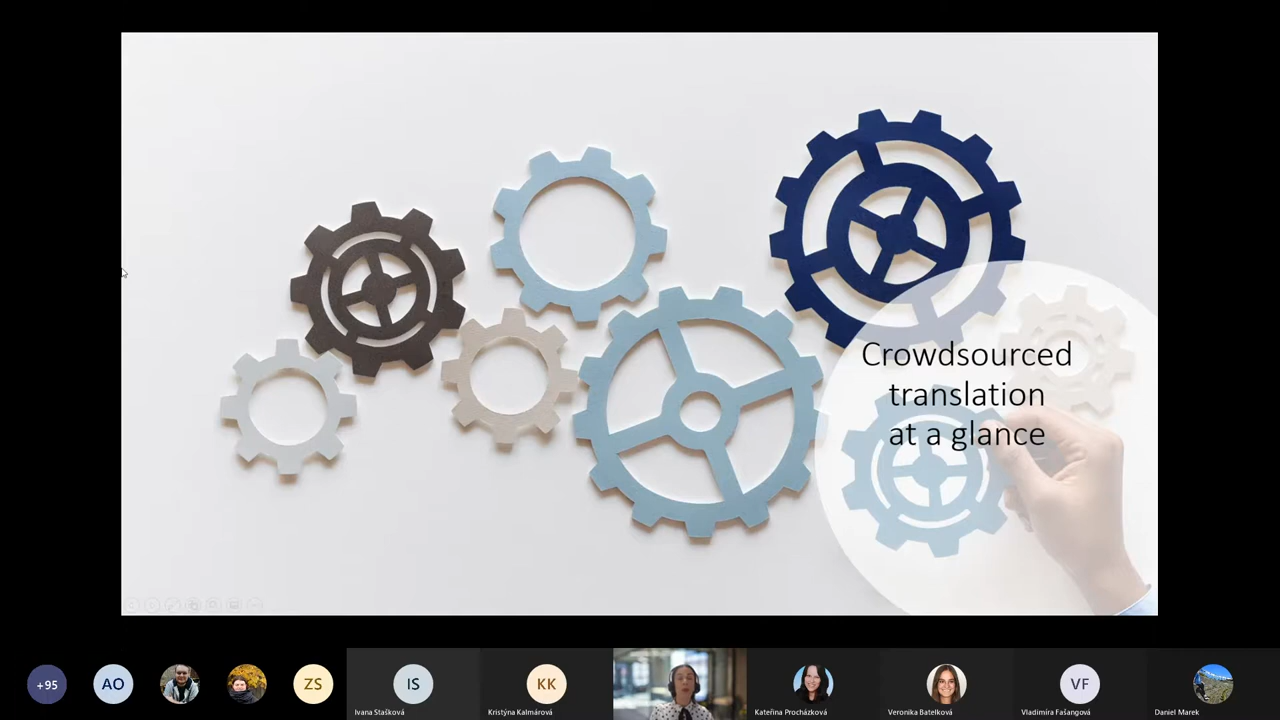 Crowdsourced
translation
at a glance
+95
AO
ZS
IS
KK
VF
Ivana Stašková
Kristýna Kalmárová
Kateřina Procházková
Veronika Batelková
Vladimíra Fašangová
Daniel Marek